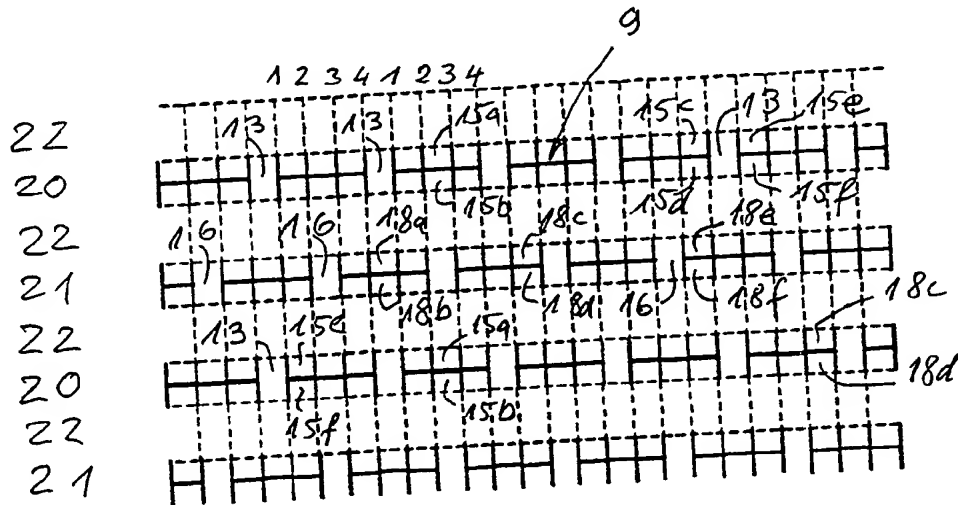 9
1 2 3 4 1 2 3 4
22 13 13 15a 15c 13 15e
20 15b 15d 15f
22 16 16 18a 18c 18e
21 18b 18d 16 18f
22 13 15e 15a 18c
20 15f 15b 18d
22
21